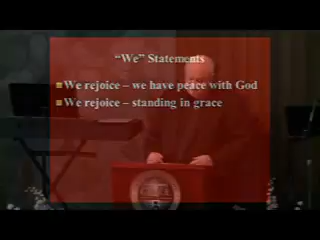 “We” Statements
We rejoice – we have peace with God
We rejoice – standing in grace